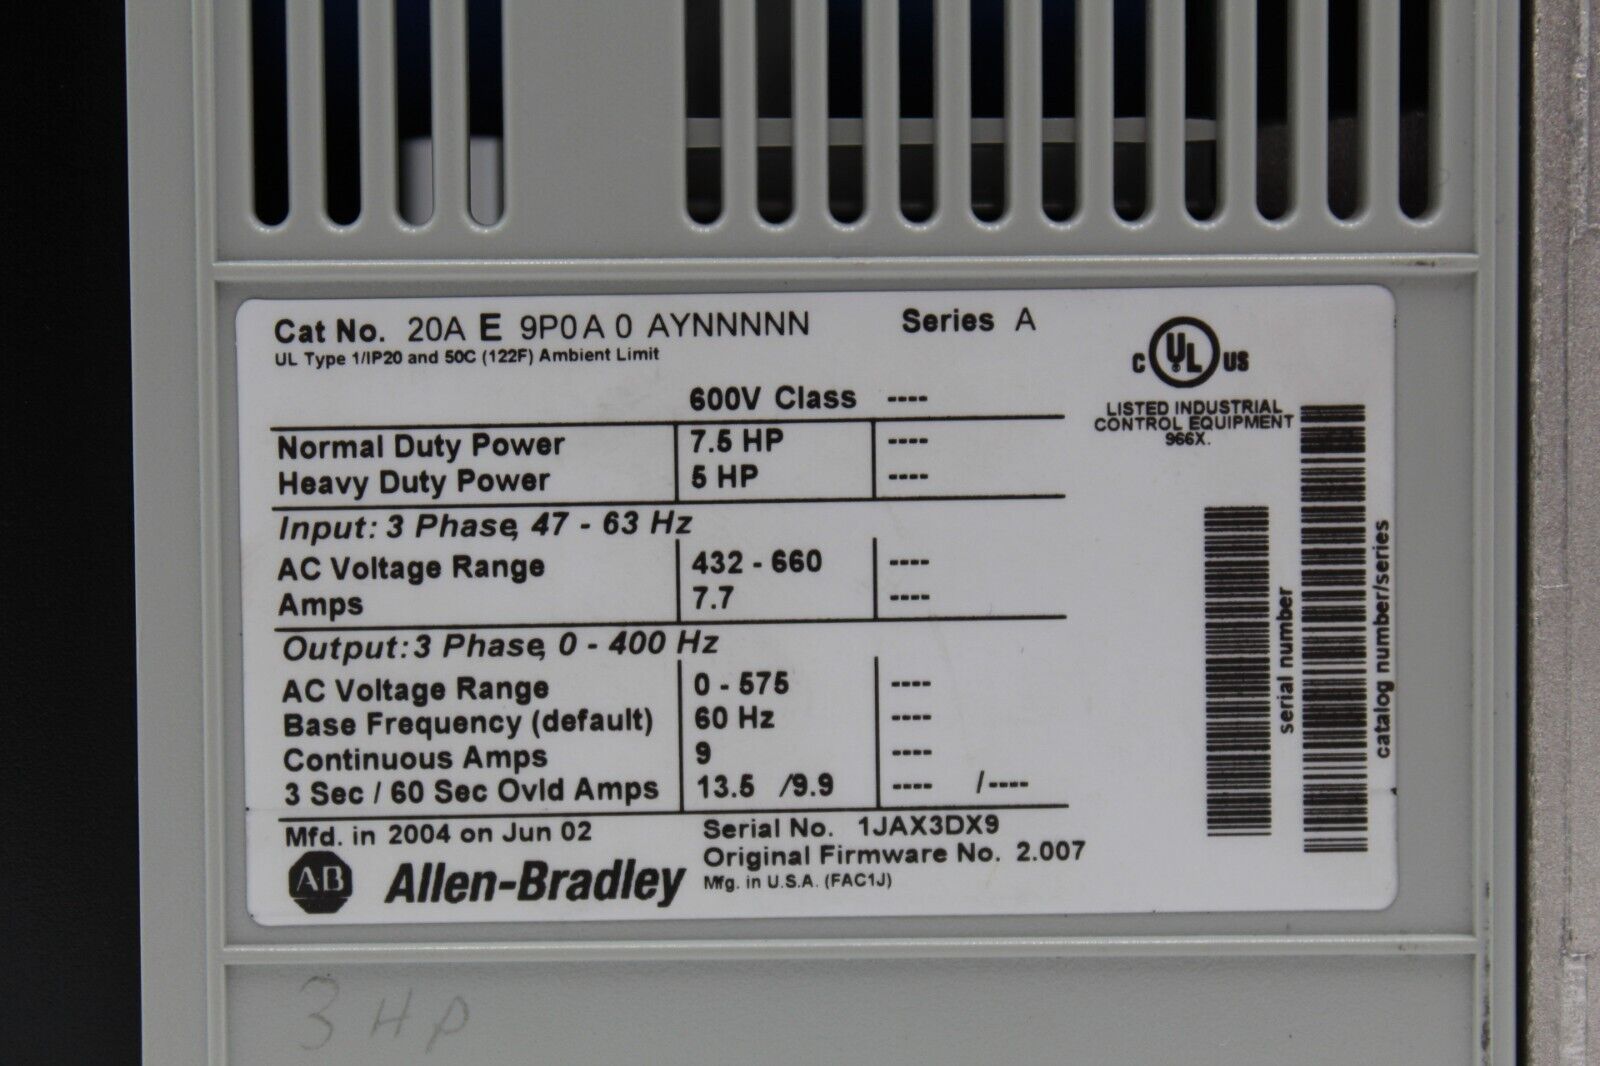 Cat No. 20A E 9P0 A 0 AYNNNNN Series A
UL Type 1/IP20 and 50C (122F) Ambient Limit
C UL US
LISTED INDUSTRIAL
CONTROL EQUIPMENT
966X.
600V Class ----
Normal Duty Power 7.5 HP ----
Heavy Duty Power 5 HP ----
Input: 3 Phase, 47 - 63 Hz
AC Voltage Range 432 - 660 ----
Amps 7.7 ----
Output: 3 Phase, 0 - 400 Hz
AC Voltage Range 0 - 575 ----
Base Frequency (default) 60 Hz ----
Continuous Amps 9 ----
3 Sec / 60 Sec Ovld Amps 13.5 /9.9 ---- /----
Mfd. in 2004 on Jun 02 Serial No. 1JAX3DX9
Original Firmware No. 2.007
AB Allen-Bradley Mfg. in U.S.A. (FAC1J)
serial number
catalog number/series
3 HP